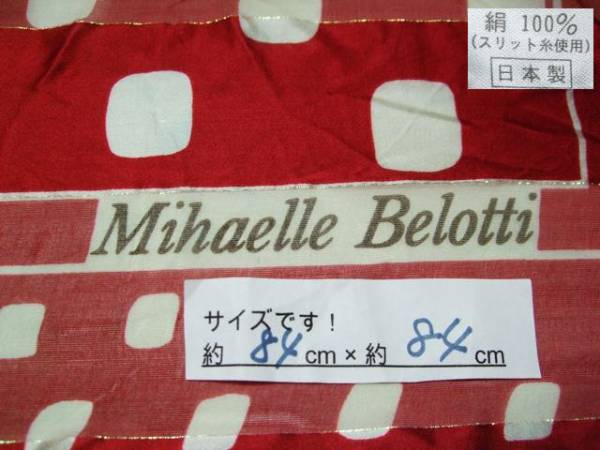 絹 100%
(スリット糸使用)
日本製
Mihaelle Belotti
サイズです!
約 84 cm × 約 84 cm